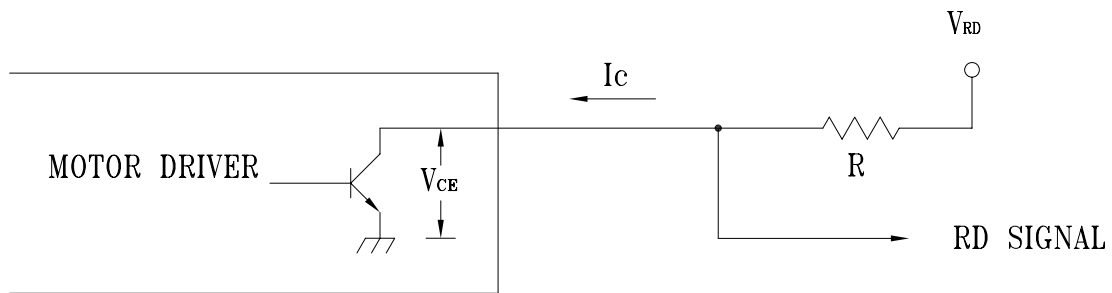 VRD
Ic
MOTOR DRIVER
VCE
R
RD SIGNAL